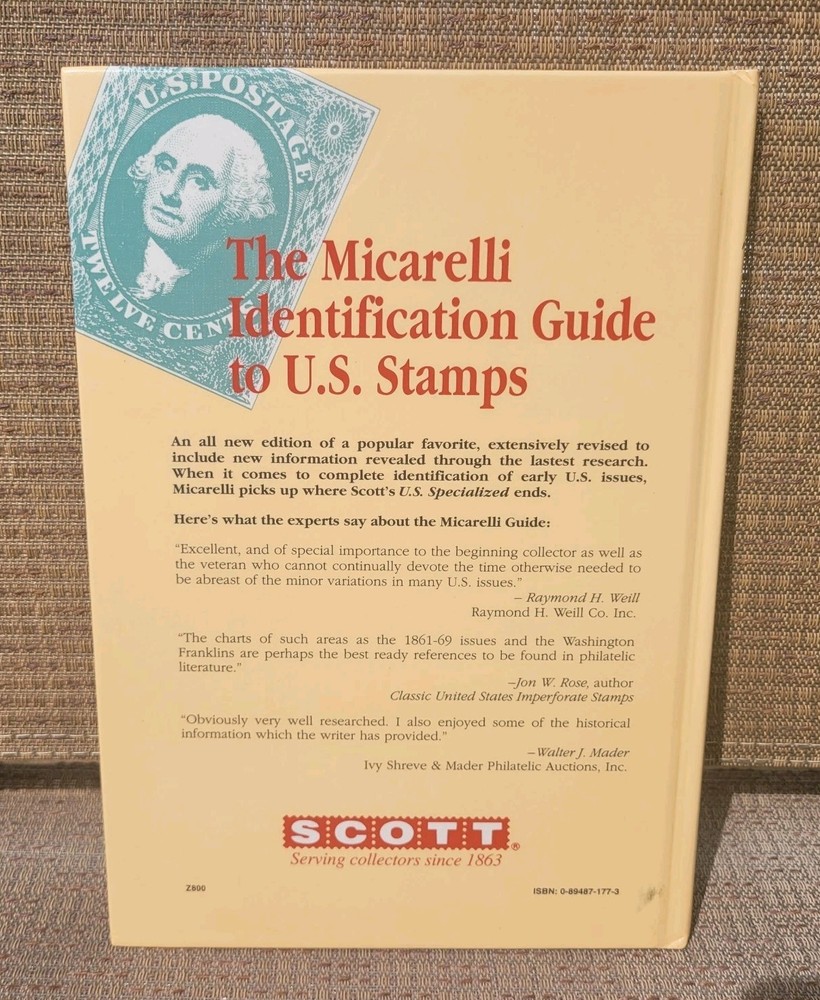 U.S.POSTAGE
TWELVE CEN
The Micarelli
Identification Guide
to U.S. Stamps
An all new edition of a popular favorite, extensively revised to
include new information revealed through the lastest research.
When it comes to complete identification of early U.S. issues,
Micarelli picks up where Scott's U.S. Specialized ends.
Here's what the experts say about the Micarelli Guide:
"Excellent, and of special importance to the beginning collector as well as
the veteran who cannot continually devote the time otherwise needed to
be abreast of the minor variations in many U.S. issues."
– Raymond H. Weill
Raymond H. Weill Co. Inc.
"The charts of such areas as the 1861-69 issues and the Washington
Franklins are perhaps the best ready references to be found in philatelic
literature."
–Jon W. Rose, author
Classic United States Imperforate Stamps
"Obviously very well researched. I also enjoyed some of the historical
information which the writer has provided."
–Walter J. Mader
Ivy Shreve & Mader Philatelic Auctions, Inc.
SCOTT®
Serving collectors since 1863
Z600
ISBN: 0-89487-177-3